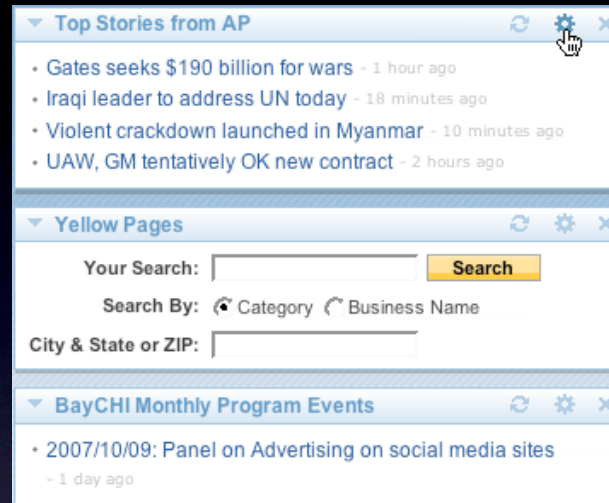 Top Stories from AP
• Gates seeks $190 billion for wars - 1 hour ago
• Iraqi leader to address UN today - 18 minutes ago
• Violent crackdown launched in Myanmar - 10 minutes ago
• UAW, GM tentatively OK new contract - 2 hours ago
Yellow Pages
Your Search: Search
Search By: Category Business Name
City & State or ZIP:
BayCHI Monthly Program Events
• 2007/10/09: Panel on Advertising on social media sites
- 1 day ago